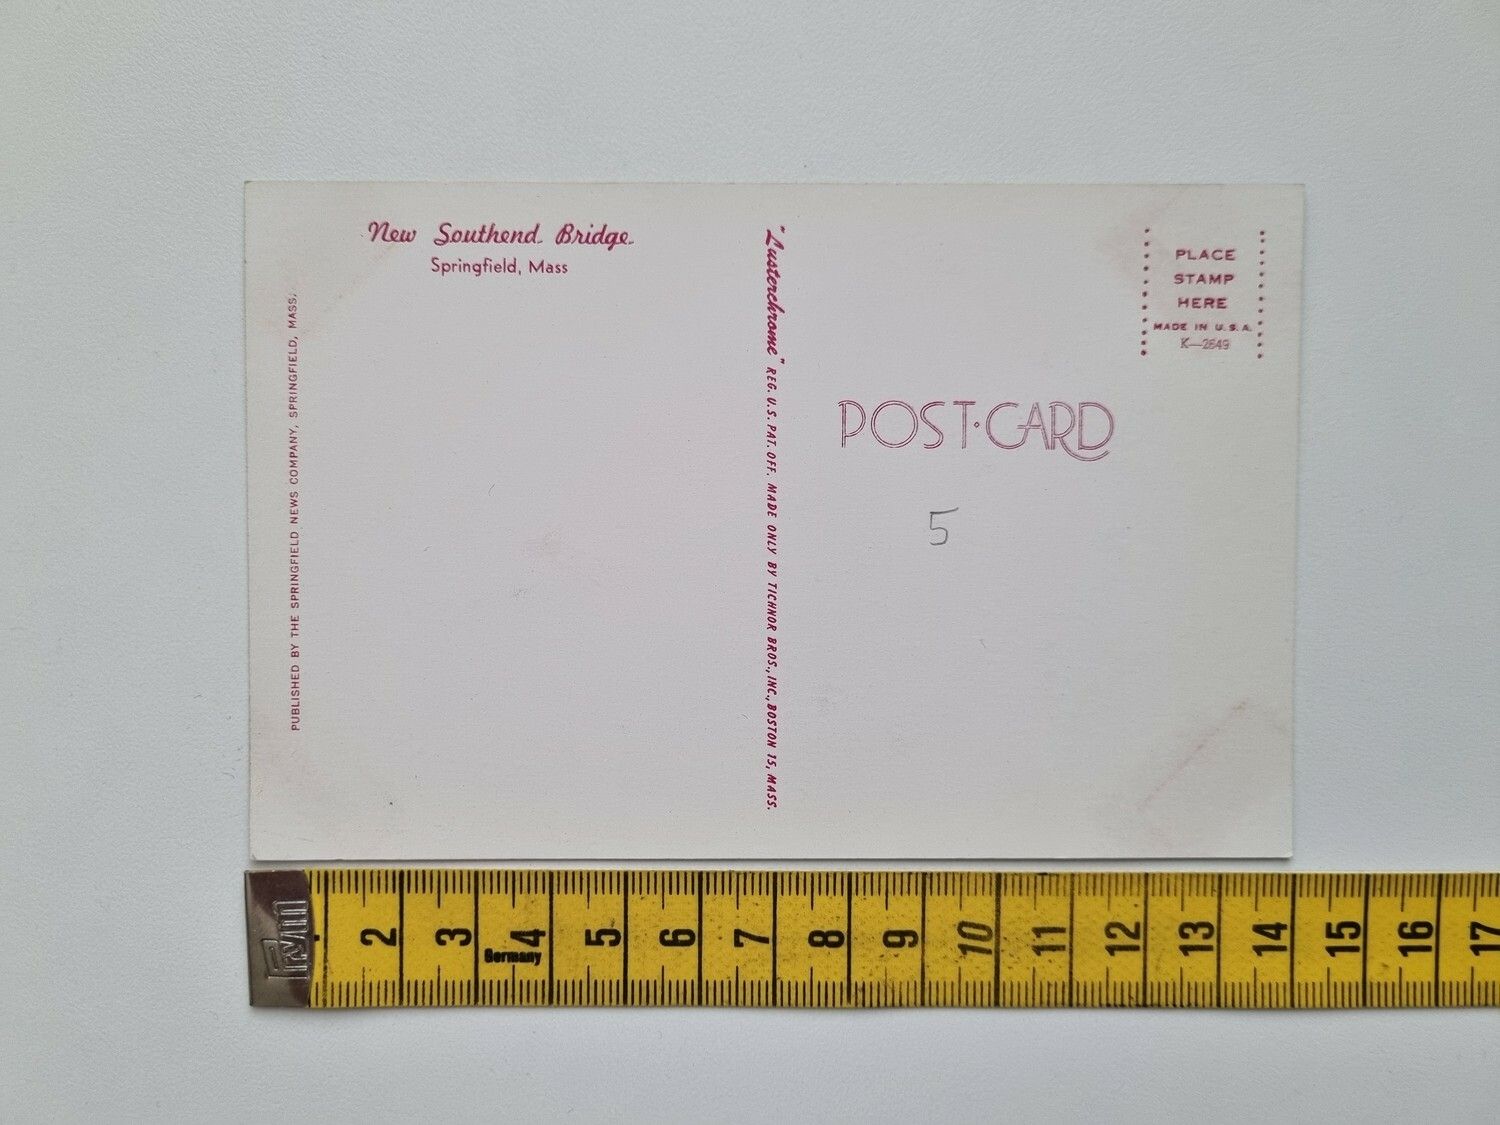 New Southend Bridge
Springfield, Mass
PUBLISHED BY THE SPRINGFIELD NEWS COMPANY, SPRINGFIELD, MASS.
"Lusterchrome" REG. U.S. PAT. OFF. MADE ONLY BY TICHNOR BROS., INC., BOSTON 15, MASS.
PLACE
STAMP
HERE
MADE IN U.S.A.
K—2649
POST·CARD
5
2 3 4 5 6 7 8 9 10 11 12 13 14 15 16 17
Germany